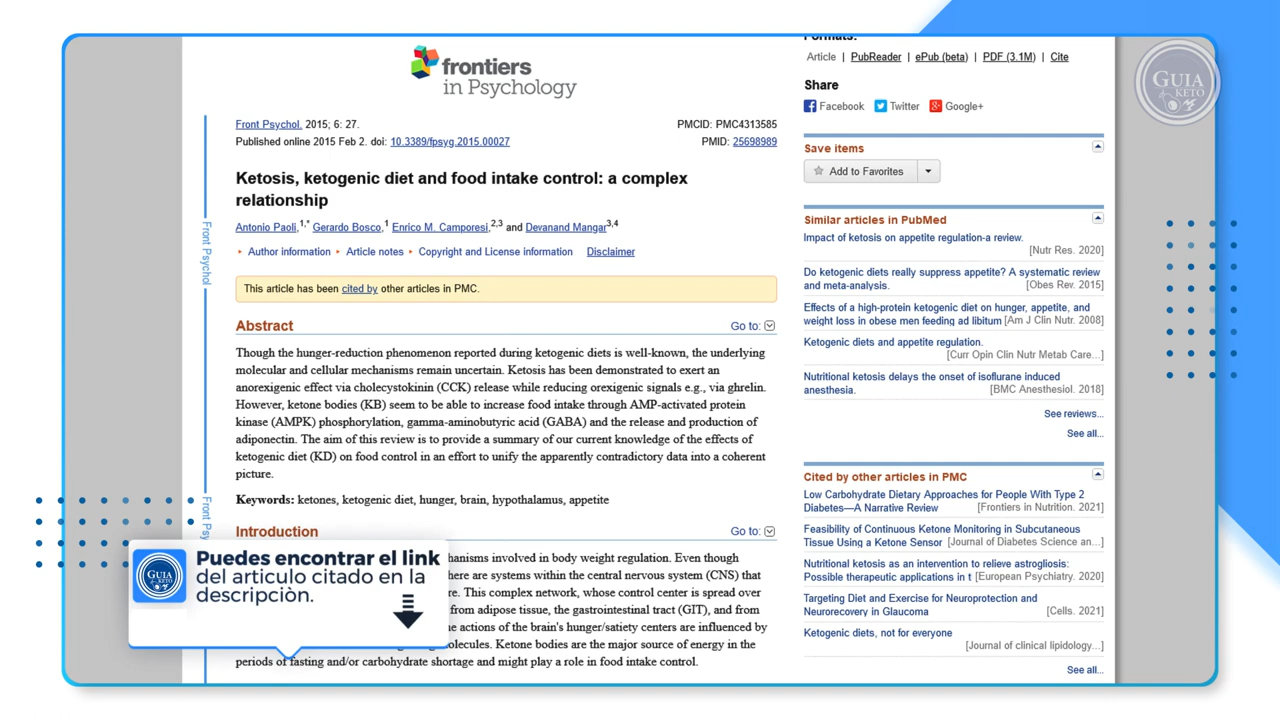 frontiers
in Psychology
Front Psychol. 2015; 6: 27.
PMCID: PMC4313585
Published online 2015 Feb 2. doi: 10.3389/fpsyg.2015.00027
PMID: 25698989
Ketosis, ketogenic diet and food intake control: a complex
relationship
Antonio Paoli,1,* Gerardo Bosco,1 Enrico M. Camporesi,2,3 and Devanand Mangar3,4
Author information Article notes Copyright and License information Disclaimer
This article has been cited by other articles in PMC.
Abstract
Go to:
Though the hunger-reduction phenomenon reported during ketogenic diets is well-known, the underlying
molecular and cellular mechanisms remain uncertain. Ketosis has been demonstrated to exert an
anorexigenic effect via cholecystokinin (CCK) release while reducing orexigenic signals e.g., via ghrelin.
However, ketone bodies (KB) seem to be able to increase food intake through AMP-activated protein
kinase (AMPK) phosphorylation, gamma-aminobutyric acid (GABA) and the release and production of
adiponectin. The aim of this review is to provide a summary of our current knowledge of the effects of
ketogenic diet (KD) on food control in an effort to unify the apparently contradictory data into a coherent
picture.
Keywords: ketones, ketogenic diet, hunger, brain, hypothalamus, appetite
Introduction
Go to:
hanisms involved in body weight regulation. Even though
here are systems within the central nervous system (CNS) that
re. This complex network, whose control center is spread over
from adipose tissue, the gastrointestinal tract (GIT), and from
he actions of the brain's hunger/satiety centers are influenced by
molecules. Ketone bodies are the major source of energy in the
periods of fasting and/or carbohydrate shortage and might play a role in food intake control.
Front Psychol
Front Psy
Puedes encontrar el link
del articulo citado en la
descripciòn.
GUIA
KETO
Formats:
Article | PubReader | ePub (beta) | PDF (3.1M) | Cite
Share
Facebook Twitter Google+
Save items
Add to Favorites
Similar articles in PubMed
Impact of ketosis on appetite regulation-a review.
[Nutr Res. 2020]
Do ketogenic diets really suppress appetite? A systematic review
and meta-analysis.
[Obes Rev. 2015]
Effects of a high-protein ketogenic diet on hunger, appetite, and
weight loss in obese men feeding ad libitum [Am J Clin Nutr. 2008]
Ketogenic diets and appetite regulation.
[Curr Opin Clin Nutr Metab Care...]
Nutritional ketosis delays the onset of isoflurane induced
anesthesia.
[BMC Anesthesiol. 2018]
See reviews...
See all...
Cited by other articles in PMC
Low Carbohydrate Dietary Approaches for People With Type 2
Diabetes—A Narrative Review
[Frontiers in Nutrition. 2021]
Feasibility of Continuous Ketone Monitoring in Subcutaneous
Tissue Using a Ketone Sensor [Journal of Diabetes Science an...]
Nutritional ketosis as an intervention to relieve astrogliosis:
Possible therapeutic applications in t [European Psychiatry. 2020]
Targeting Diet and Exercise for Neuroprotection and
Neurorecovery in Glaucoma
[Cells. 2021]
Ketogenic diets, not for everyone
[Journal of clinical lipidology...]
See all...
GUIA
KETO